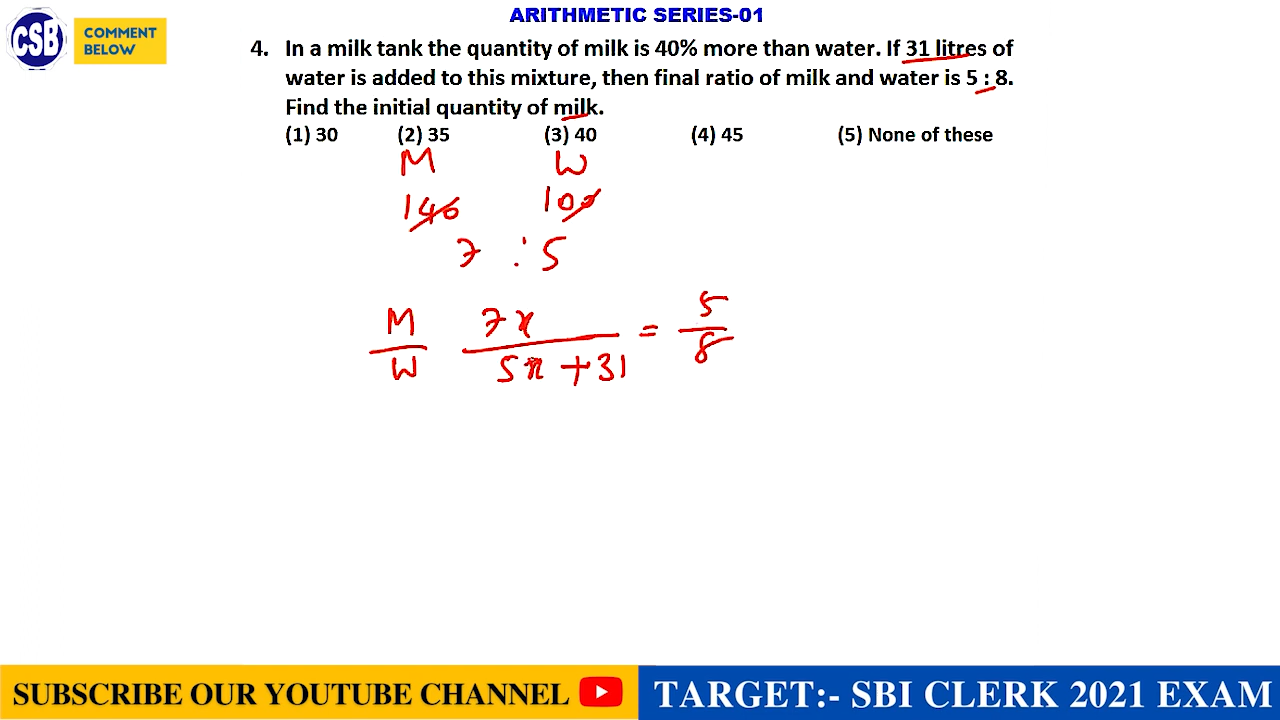 ARITHMETIC SERIES-01
CSB
COMMENT
BELOW
4. In a milk tank the quantity of milk is 40% more than water. If 31 litres of
water is added to this mixture, then final ratio of milk and water is 5 : 8.
Find the initial quantity of milk.
(1) 30 (2) 35 (3) 40 (4) 45 (5) None of these
M W
140 100
7 : 5
M/W 7x/5x + 31 = 5/8
SUBSCRIBE OUR YOUTUBE CHANNEL
TARGET:- SBI CLERK 2021 EXAM